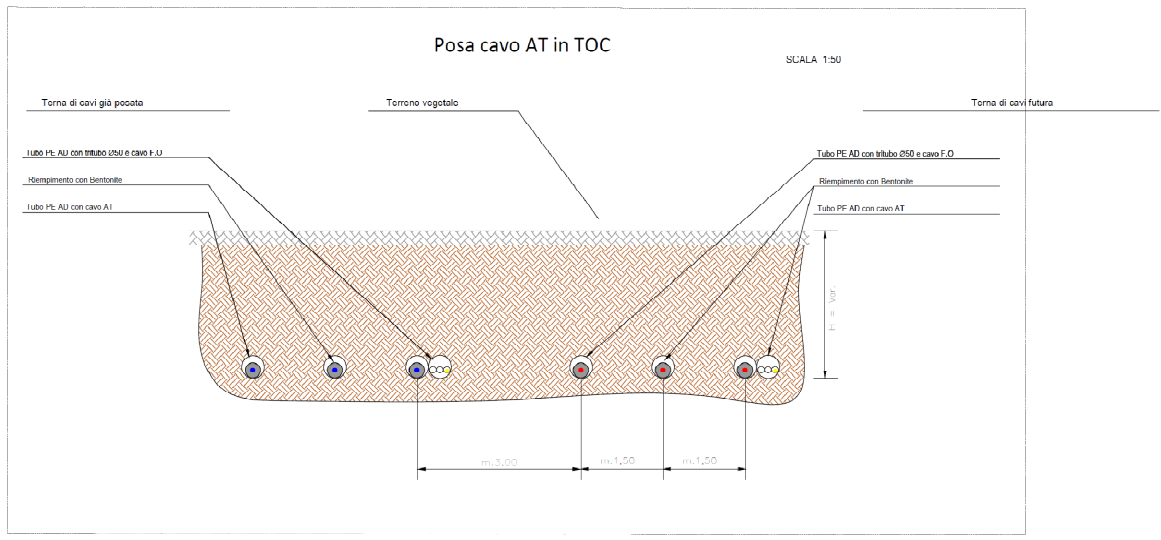 Posa cavo AT in TOC
SCALA 1:50
Terna di cavi già posata
Terreno vegetale
Terna di cavi futura
Tubo PE AD con tritubo Ø50 e cavo F.O
Riempimento con Bentonite
Tubo PE AD con cavo AT
Tubo PE AD con tritubo Ø50 e cavo F.O
Riempimento con Bentonite
Tubo PE AD con cavo AT
H = Var.
m.3.00
m.1,50
m.1,50